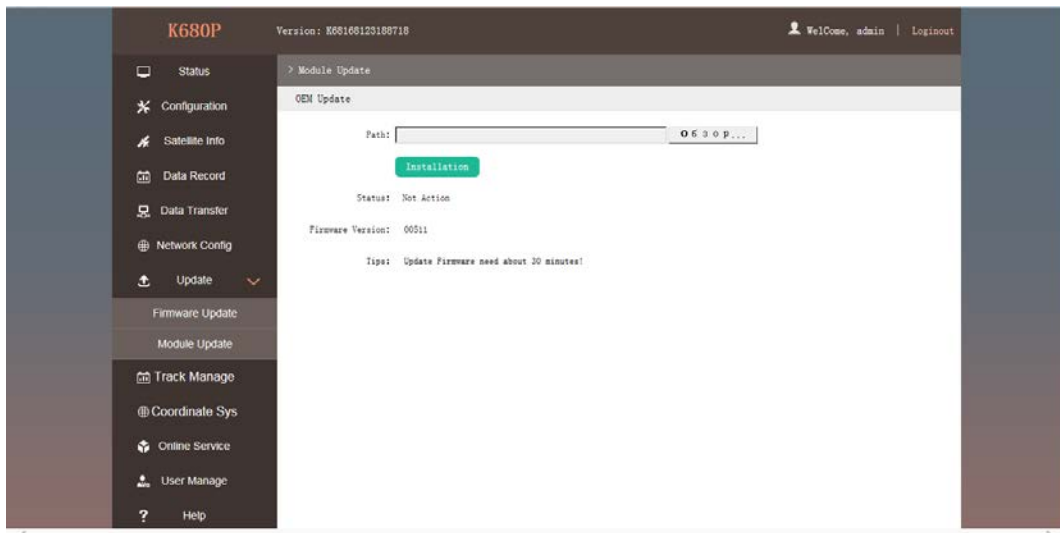 K680P
Version: K68168123188718
WelCome, admin | Loginout
Status
Configuration
Satellite Info
Data Record
Data Transfer
Network Config
Update
Firmware Update
Module Update
Track Manage
Coordinate Sys
Online Service
User Manage
? Help
> Module Update
OEM Update
Path:
Installation
Status: Not Action
Firmware Version: 00511
Tips: Update Firmware need about 20 minutes!